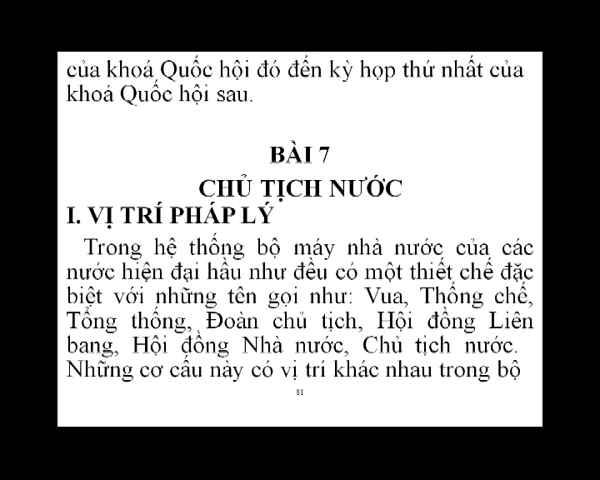 của khoá Quốc hội đó đến kỳ họp thứ nhất của
khoá Quốc hội sau.
BÀI 7
CHỦ TỊCH NƯỚC
I. VỊ TRÍ PHÁP LÝ
Trong hệ thống bộ máy nhà nước của các
nước hiện đại hầu như đều có một thiết chế đặc
biệt với những tên gọi như: Vua, Thống chế,
Tổng thống, Đoàn chủ tịch, Hội đồng Liên
bang, Hội đồng Nhà nước, Chủ tịch nước.
Những cơ cấu này có vị trí khác nhau trong bộ
81